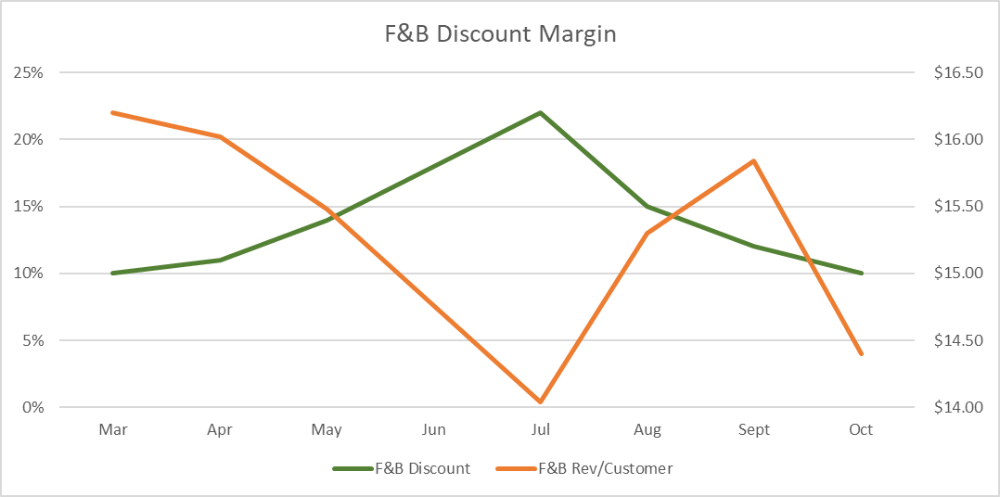 F&B Discount Margin
25% $16.50
20% $16.00
15% $15.50
10% $15.00
5% $14.50
0% $14.00
Mar Apr May Jun Jul Aug Sept Oct
F&B Discount F&B Rev/Customer